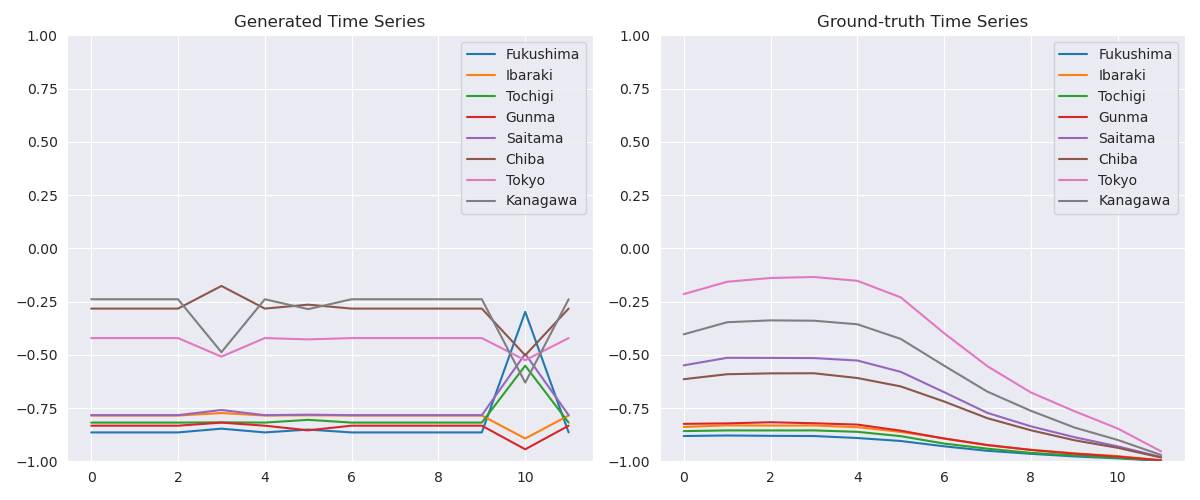 Generated Time Series
1.00
0.75
0.50
0.25
0.00
−0.25
−0.50
−0.75
−1.00
0 2 4 6 8 10
Fukushima
Ibaraki
Tochigi
Gunma
Saitama
Chiba
Tokyo
Kanagawa
Ground-truth Time Series
1.00
0.75
0.50
0.25
0.00
−0.25
−0.50
−0.75
−1.00
0 2 4 6 8 10
Fukushima
Ibaraki
Tochigi
Gunma
Saitama
Chiba
Tokyo
Kanagawa